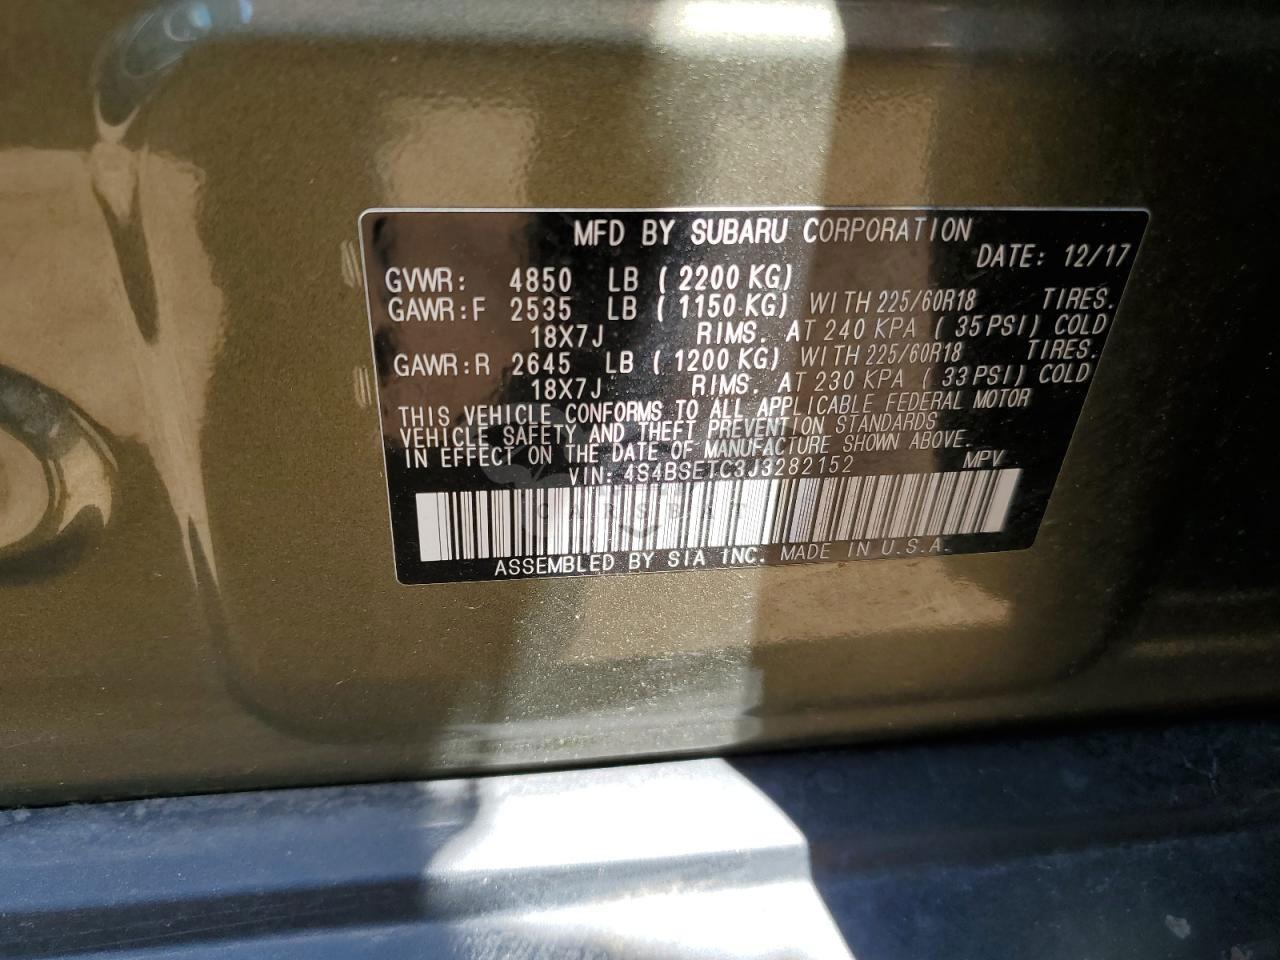 MFD BY SUBARU CORPORATION
DATE: 12/17
GVWR: 4850 LB ( 2200 KG)
GAWR:F 2535 LB ( 1150 KG) WITH 225/60R18 TIRES.
18X7J RIMS. AT 240 KPA ( 35 PSI) COLD
GAWR:R 2645 LB ( 1200 KG) WITH 225/60R18 TIRES.
18X7J RIMS. AT 230 KPA ( 33 PSI) COLD
THIS VEHICLE CONFORMS TO ALL APPLICABLE FEDERAL MOTOR
VEHICLE SAFETY AND THEFT PREVENTION STANDARDS
IN EFFECT ON THE DATE OF MANUFACTURE SHOWN ABOVE.
VIN: 4S4BSETC3J3282152 MPV
ASSEMBLED BY SIA INC. MADE IN U.S.A.